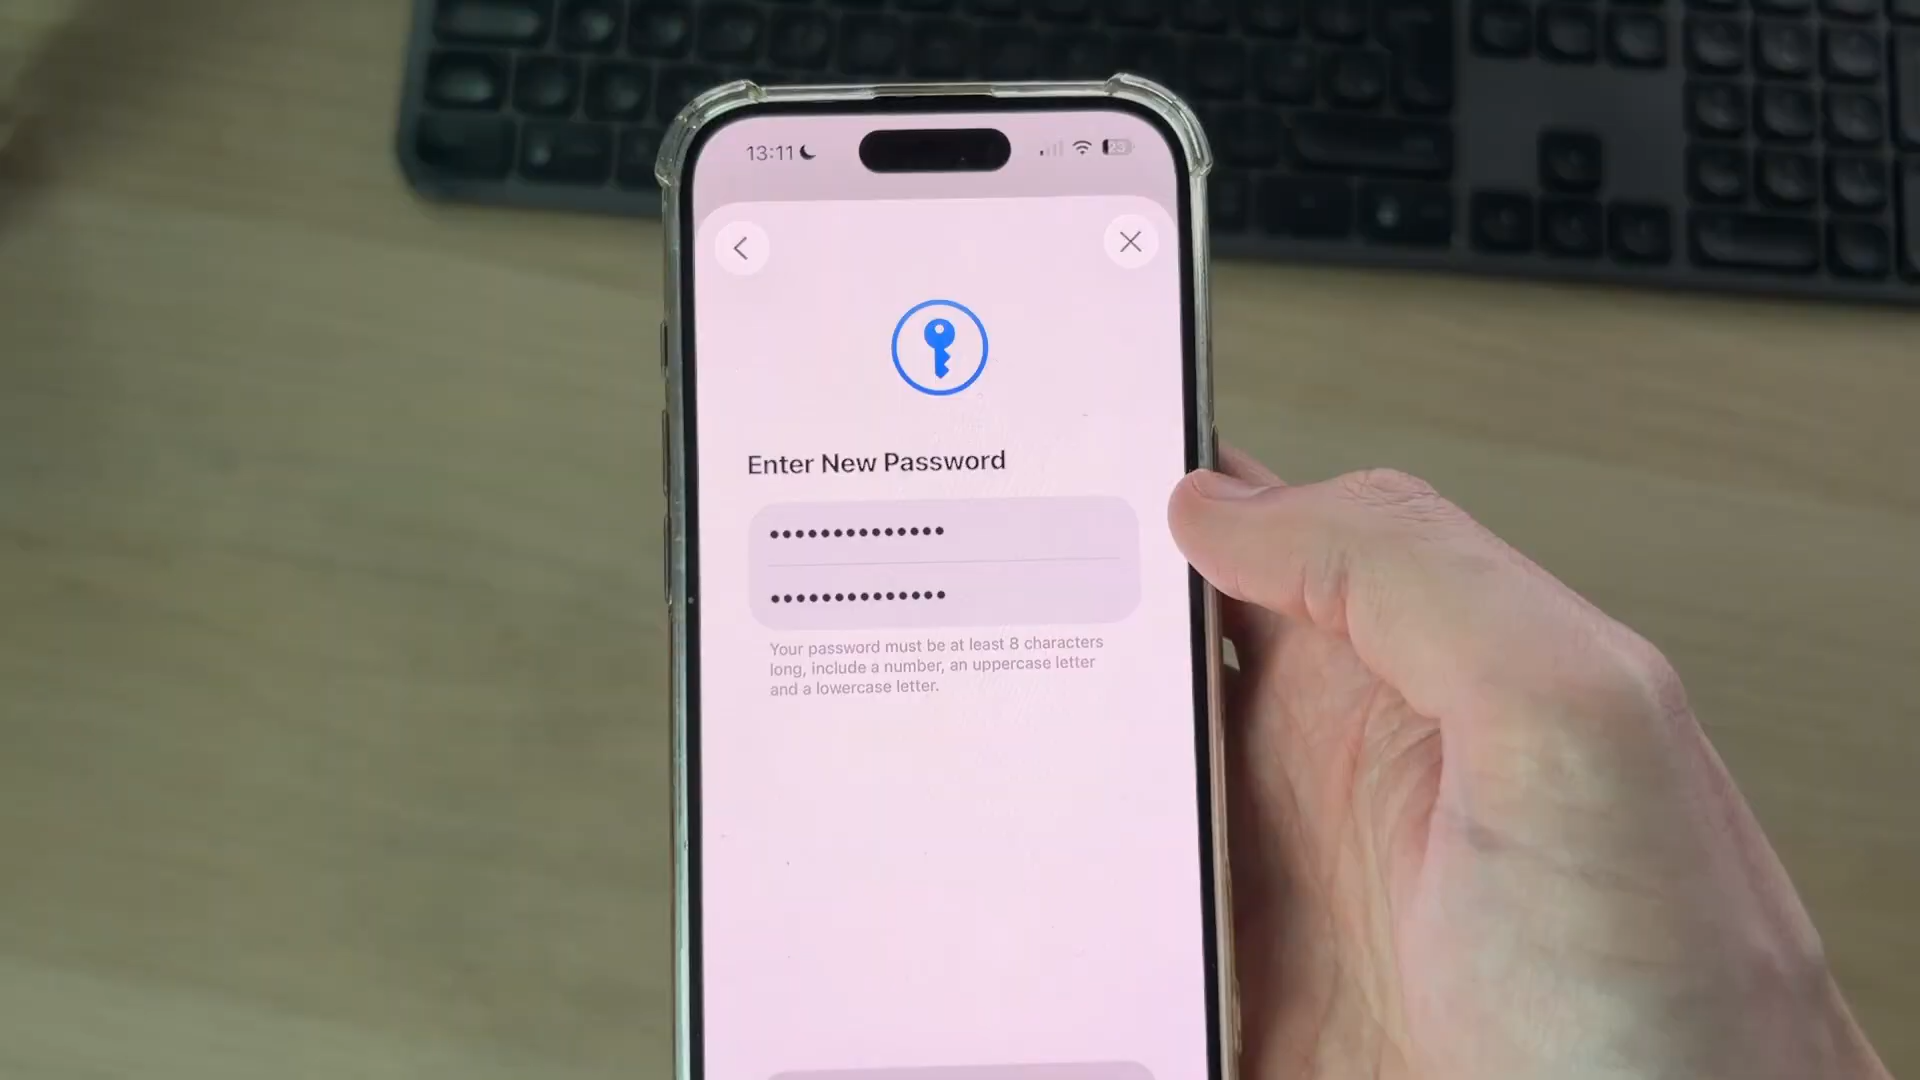 13:11 23
Enter New Password
••••••••••••••
••••••••••••••
Your password must be at least 8 characters
long, include a number, an uppercase letter
and a lowercase letter.